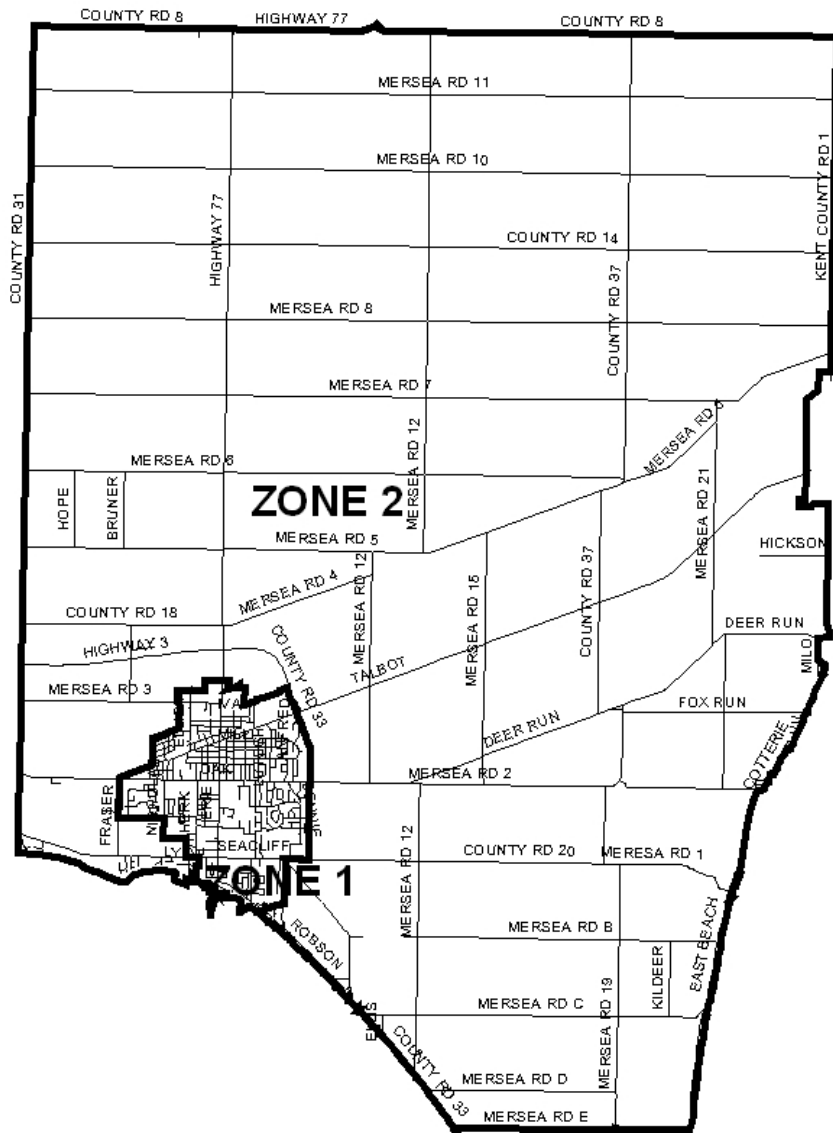 COUNTY RD 8
HIGHWAY 77
COUNTY RD 8
MERSEA RD 11
MERSEA RD 10
KENT COUNTY RD 1
COUNTY RD 31
HIGHWAY 77
COUNTY RD 14
COUNTY RD 37
MERSEA RD 8
MERSEA RD 7
MERSEA RD 12
MERSEA RD 6
HOPE
BRUNER
ZONE 2
MERSEA RD 21
MERSEA RD 5
HICKSON
MERSEA RD 4
MERSEA RD 12
MERSEA RD 15
COUNTY RD 37
COUNTY RD 18
HIGHWAY 3
COUNTY RD 33
TALBOT
DEER RUN
MILO
MERSEA RD 3
FOX RUN
DEER RUN
COTTERIE
MERSEA RD 2
FRASER
OAK
ERIE
SEACLIFF
MERSEA RD 12
COUNTY RD 20
MERESA RD 1
ZONE 1
ROBSON
MERSEA RD B
EAST BEACH
KILDEER
MERSEA RD 19
MERSEA RD C
COUNTY RD 33
MERSEA RD D
MERSEA RD E